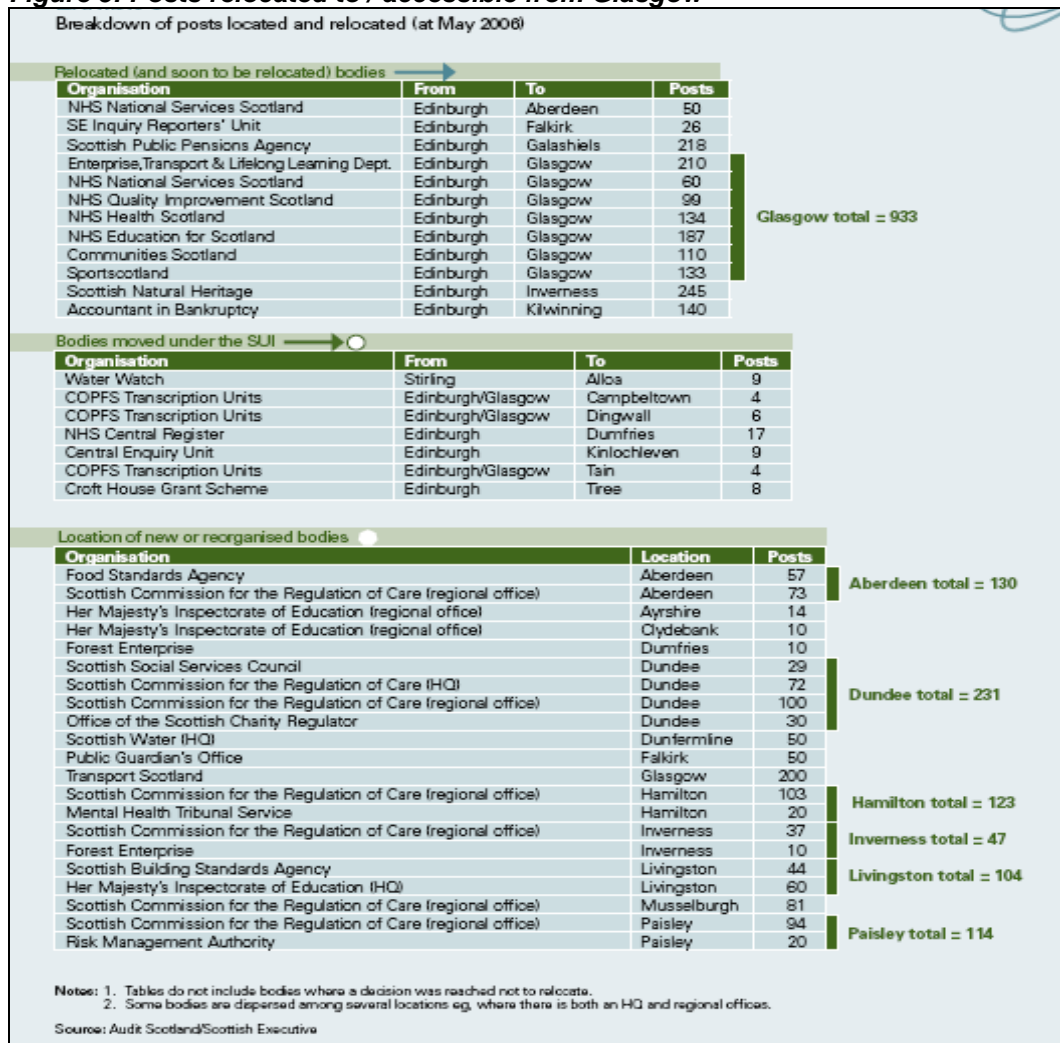 Figure 3: Posts relocated to / accessible from Glasgow
Breakdown of posts located and relocated (at May 2006)
Relocated (and soon to be relocated) bodies
Organisation From To Posts
NHS National Services Scotland Edinburgh Aberdeen 50
SE Inquiry Reporters' Unit Edinburgh Falkirk 26
Scottish Public Pensions Agency Edinburgh Galashiels 218
Enterprise,Transport & Lifelong Learning Dept. Edinburgh Glasgow 210
NHS National Services Scotland Edinburgh Glasgow 60
NHS Quality Improvement Scotland Edinburgh Glasgow 99
NHS Health Scotland Edinburgh Glasgow 134
Glasgow total = 933
NHS Education for Scotland Edinburgh Glasgow 187
Communities Scotland Edinburgh Glasgow 110
Sportscotland Edinburgh Glasgow 133
Scottish Natural Heritage Edinburgh Inverness 245
Accountant in Bankruptcy Edinburgh Kilwinning 140
Bodies moved under the SUI
Organisation From To Posts
Water Watch Stirling Alloa 9
COPFS Transcription Units Edinburgh/Glasgow Campbeltown 4
COPFS Transcription Units Edinburgh/Glasgow Dingwall 6
NHS Central Register Edinburgh Dumfries 17
Central Enquiry Unit Edinburgh Kinlochleven 9
COPFS Transcription Units Edinburgh/Glasgow Tain 4
Croft House Grant Scheme Edinburgh Tiree 8
Location of new or reorganised bodies
Organisation Location Posts
Food Standards Agency Aberdeen 57
Aberdeen total = 130
Scottish Commission for the Regulation of Care (regional office) Aberdeen 73
Her Majesty's Inspectorate of Education (regional office) Ayrshire 14
Her Majesty's Inspectorate of Education (regional office) Clydebank 10
Forest Enterprise Dumfries 10
Scottish Social Services Council Dundee 29
Scottish Commission for the Regulation of Care (HQ) Dundee 72
Dundee total = 231
Scottish Commission for the Regulation of Care (regional office) Dundee 100
Office of the Scottish Charity Regulator Dundee 30
Scottish Water (HQ) Dunfermline 50
Public Guardian's Office Falkirk 50
Transport Scotland Glasgow 200
Scottish Commission for the Regulation of Care (regional office) Hamilton 103
Hamilton total = 123
Mental Health Tribunal Service Hamilton 20
Scottish Commission for the Regulation of Care (regional office) Inverness 37
Inverness total = 47
Forest Enterprise Inverness 10
Scottish Building Standards Agency Livingston 44
Livingston total = 104
Her Majesty's Inspectorate of Education (HQ) Livingston 60
Scottish Commission for the Regulation of Care (regional office) Musselburgh 81
Scottish Commission for the Regulation of Care (regional office) Paisley 94
Paisley total = 114
Risk Management Authority Paisley 20
Notes: 1. Tables do not include bodies where a decision was reached not to relocate.
2. Some bodies are dispersed among several locations eg, where there is both an HQ and regional offices.
Source: Audit Scotland/Scottish Executive